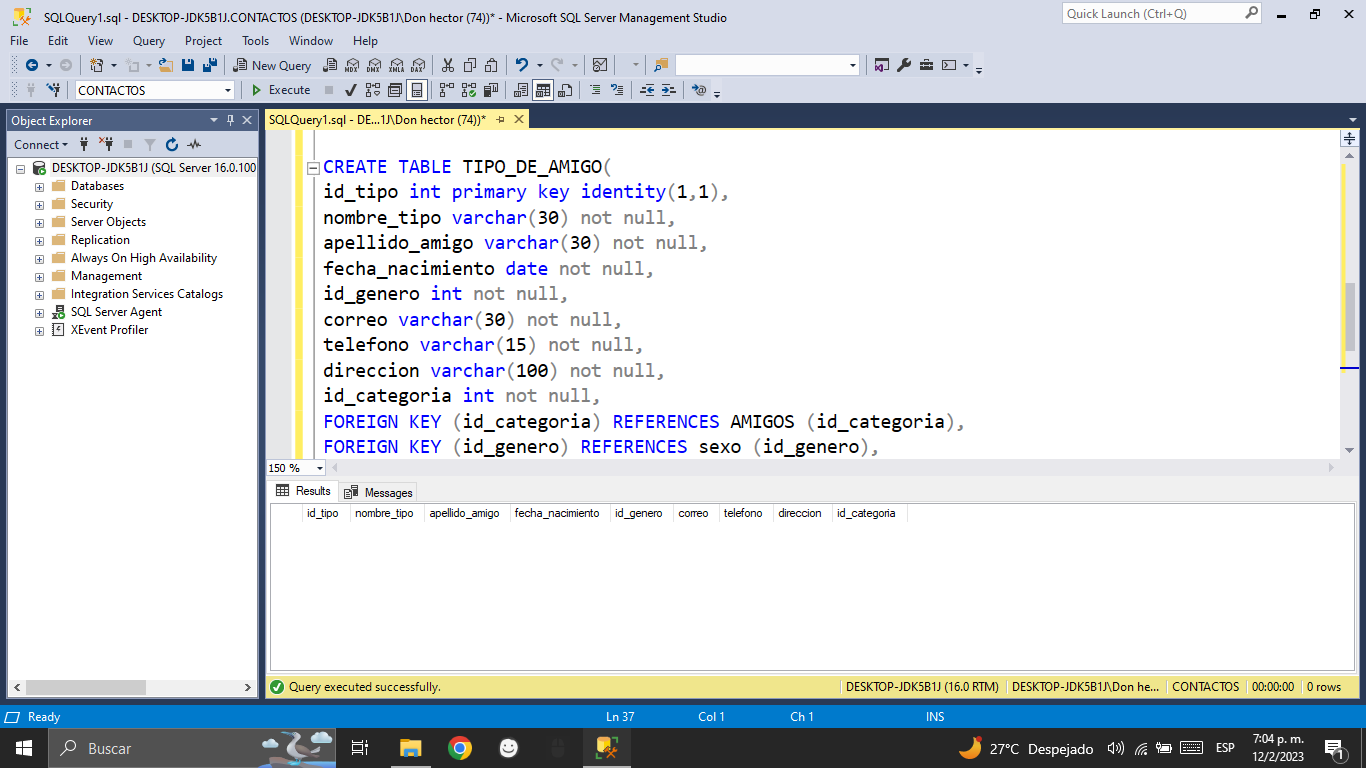 SQLQuery1.sql - DESKTOP-JDK5B1J.CONTACTOS (DESKTOP-JDK5B1J\Don hector (74))* - Microsoft SQL Server Management Studio
Quick Launch (Ctrl+Q)
File Edit View Query Project Tools Window Help
New Query MDX DMX XMLA DAX
CONTACTOS Execute
Object Explorer
Connect
DESKTOP-JDK5B1J (SQL Server 16.0.100
Databases
Security
Server Objects
Replication
Always On High Availability
Management
Integration Services Catalogs
SQL Server Agent
XEvent Profiler
SQLQuery1.sql - DE...1J\Don hector (74))*
CREATE TABLE TIPO_DE_AMIGO(
id_tipo int primary key identity(1,1),
nombre_tipo varchar(30) not null,
apellido_amigo varchar(30) not null,
fecha_nacimiento date not null,
id_genero int not null,
correo varchar(30) not null,
telefono varchar(15) not null,
direccion varchar(100) not null,
id_categoria int not null,
FOREIGN KEY (id_categoria) REFERENCES AMIGOS (id_categoria),
FOREIGN KEY (id_genero) REFERENCES sexo (id_genero),
150 %
Results Messages
id_tipo nombre_tipo apellido_amigo fecha_nacimiento id_genero correo telefono direccion id_categoria
Query executed successfully. DESKTOP-JDK5B1J (16.0 RTM) DESKTOP-JDK5B1J\Don he... CONTACTOS 00:00:00 0 rows
Ready Ln 37 Col 1 Ch 1 INS
Buscar 27°C Despejado ESP 7:04 p. m.
12/2/2023 1